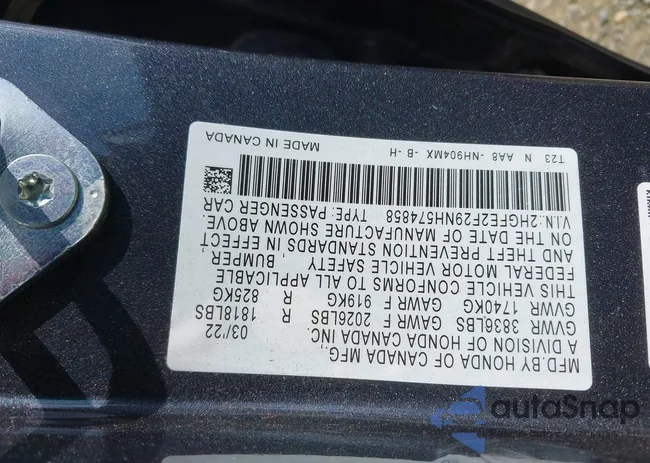 MFD.BY HONDA OF CANADA MFG.,
A DIVISION OF HONDA CANADA INC. 03/22
GVWR 3836LBS GAWR F 2026LBS R 1818LBS
GVWR 1740KG GAWR F 919KG R 825KG
THIS VEHICLE CONFORMS TO ALL APPLICABLE
FEDERAL MOTOR VEHICLE SAFETY, BUMPER,
AND THEFT PREVENTION STANDARDS IN EFFECT
ON THE DATE OF MANUFACTURE SHOWN ABOVE.
V.I.N:2HGFE2F29NH574858 TYPE:PASSENGER CAR
T23 N AA8 -NH904MX -B -H MADE IN CANADA
autoSnap